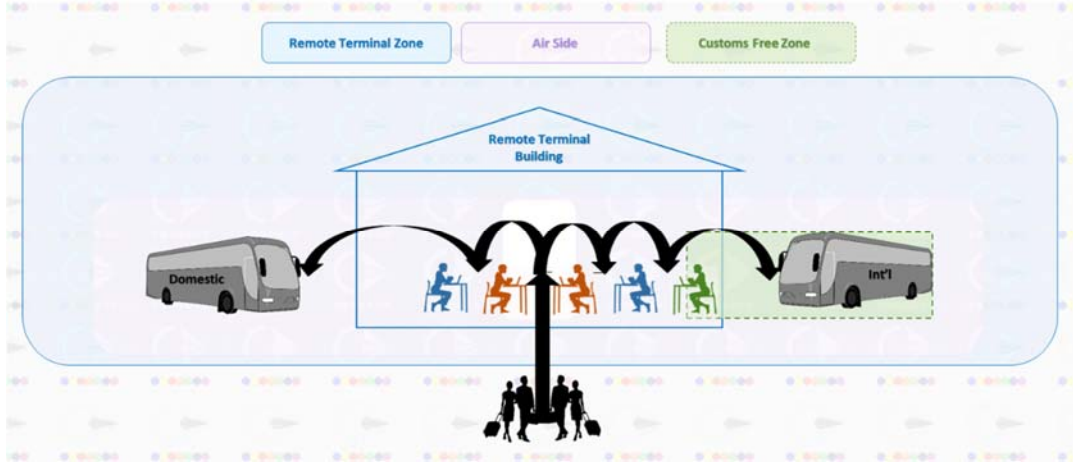 Remote Terminal Zone
Air Side
Customs Free Zone
Remote Terminal
Building
Domestic
Int'l